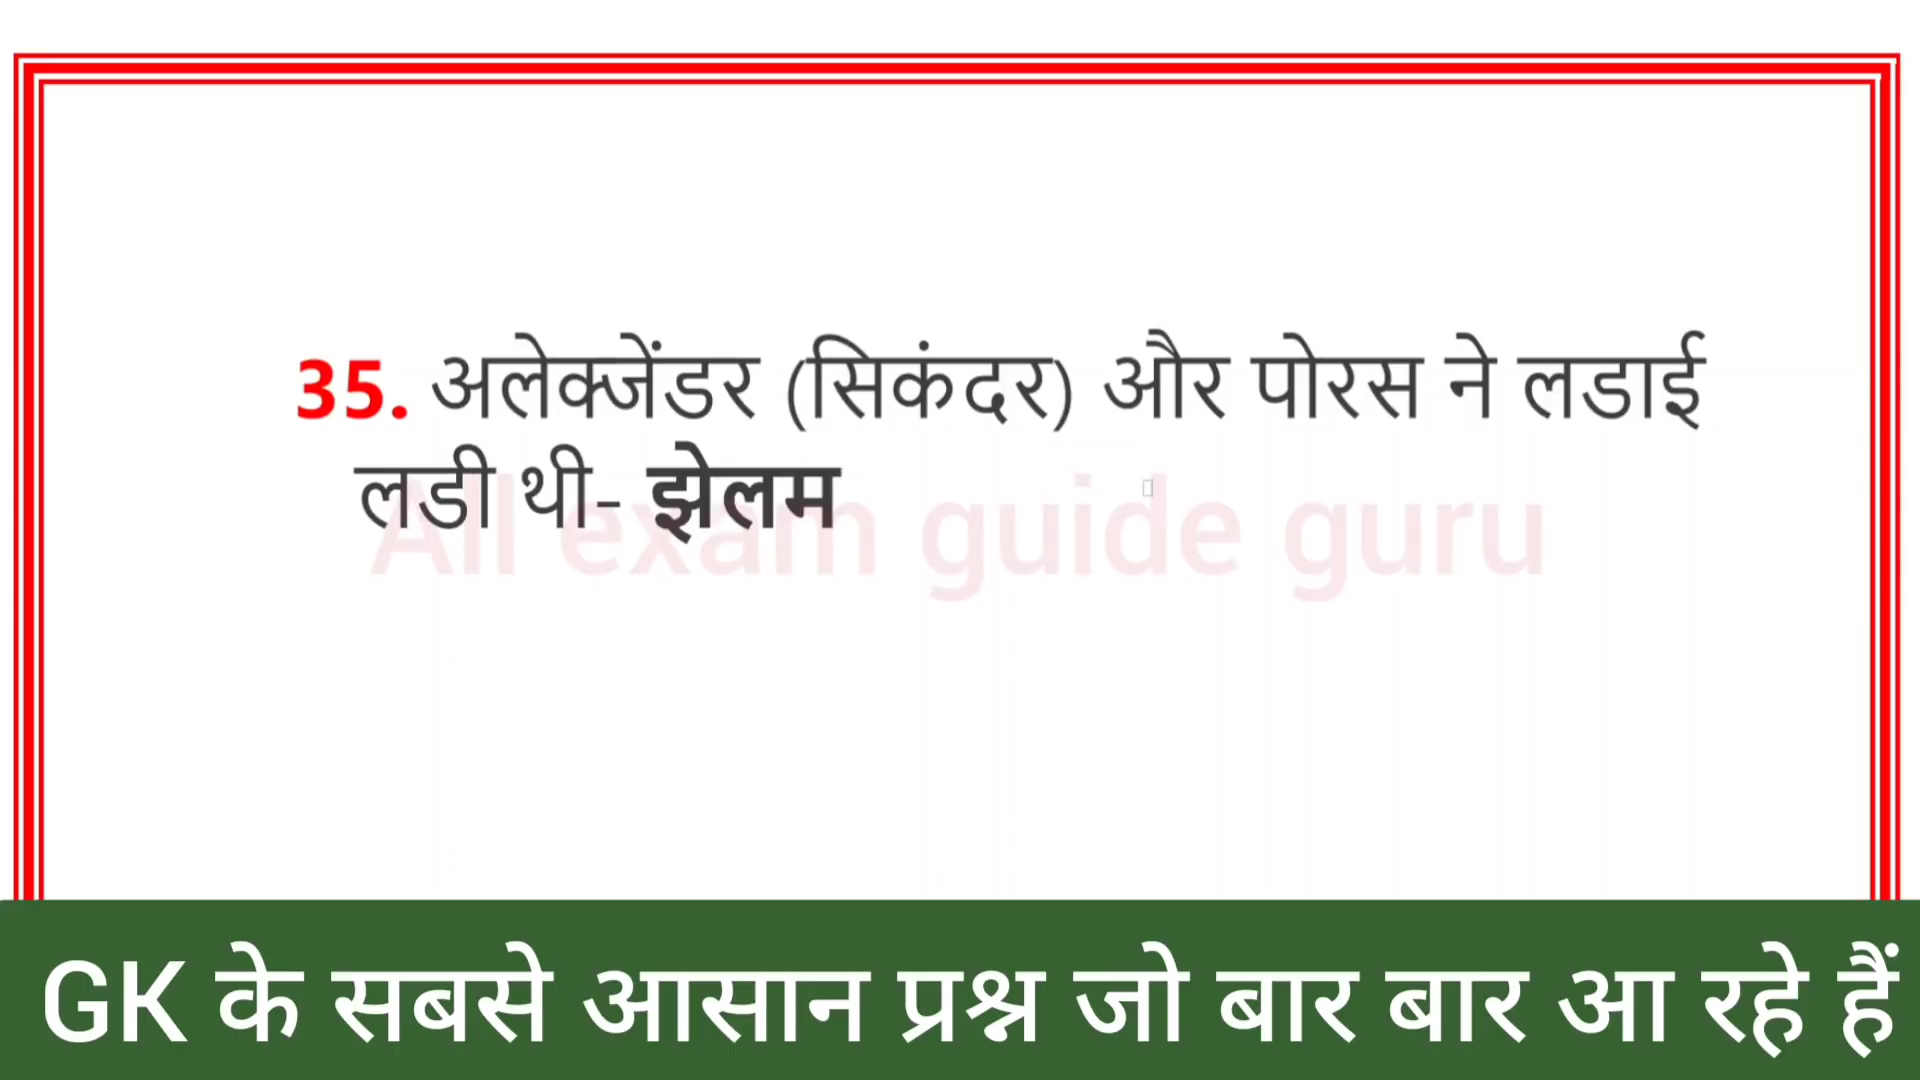 35. अलेक्जेंडर (सिकंदर) और पोरस ने लडाई
लडी थी- झेलम
All exam guide guru
GK के सबसे आसान प्रश्न जो बार बार आ रहे हैं